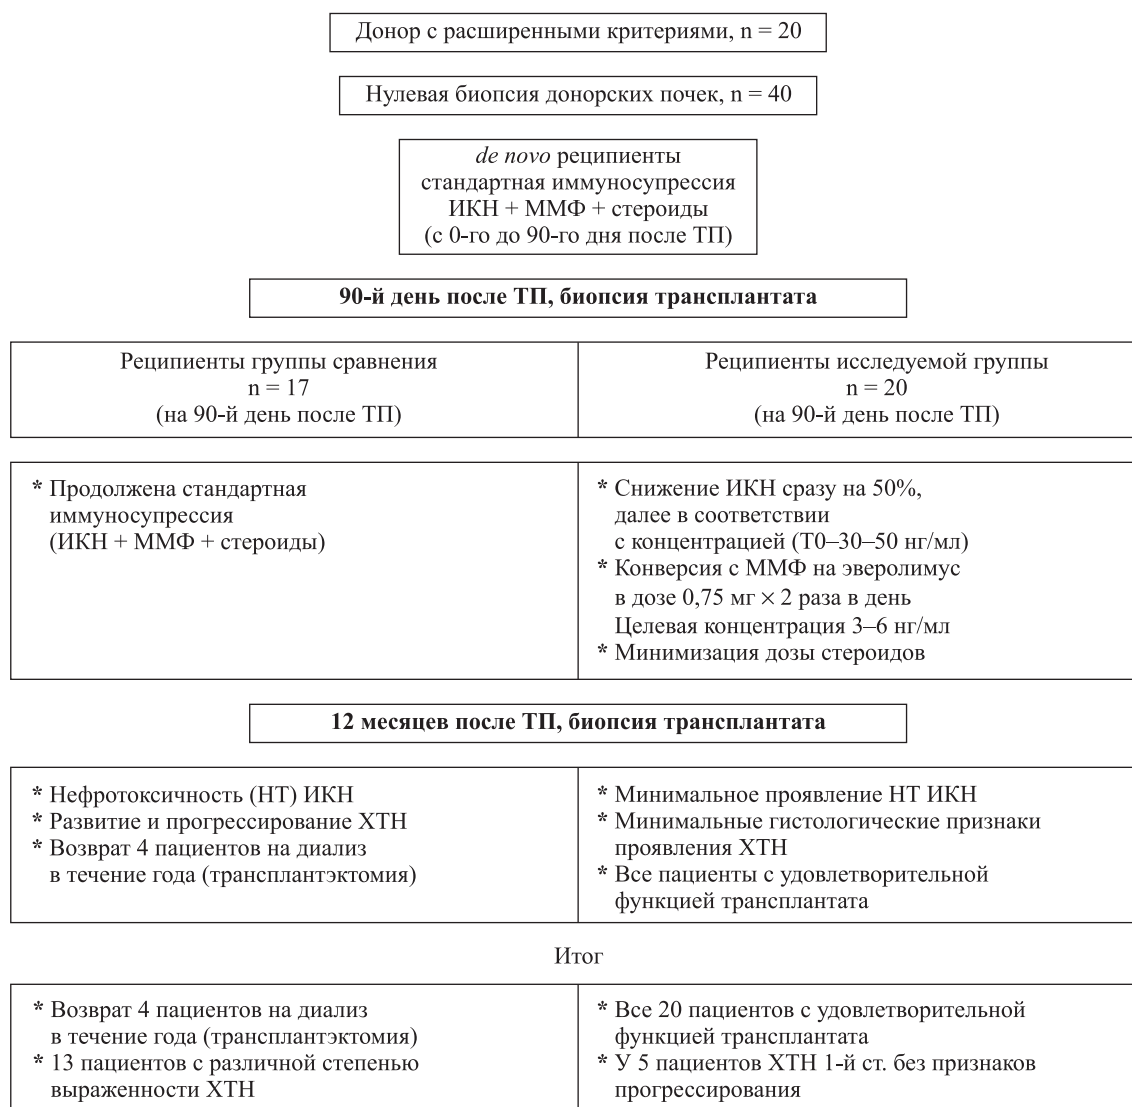 Донор с расширенными критериями, n = 20
Нулевая биопсия донорских почек, n = 40
de novo реципиенты
стандартная иммуносупрессия
ИКН + ММФ + стероиды
(с 0-го до 90-го дня после ТП)
90-й день после ТП, биопсия трансплантата
Реципиенты группы сравнения
n = 17
(на 90-й день после ТП)
Реципиенты исследуемой группы
n = 20
(на 90-й день после ТП)
* Продолжена стандартная
иммуносупрессия
(ИКН + ММФ + стероиды)
* Снижение ИКН сразу на 50%,
далее в соответствии
с концентрацией (Т0–30–50 нг/мл)
* Конверсия с ММФ на эверолимус
в дозе 0,75 мг × 2 раза в день
Целевая концентрация 3–6 нг/мл
* Минимизация дозы стероидов
12 месяцев после ТП, биопсия трансплантата
* Нефротоксичность (НТ) ИКН
* Развитие и прогрессирование ХТН
* Возврат 4 пациентов на диализ
в течение года (трансплантэктомия)
* Минимальное проявление НТ ИКН
* Минимальные гистологические признаки
проявления ХТН
* Все пациенты с удовлетворительной
функцией трансплантата
Итог
* Возврат 4 пациентов на диализ
в течение года (трансплантэктомия)
* 13 пациентов с различной степенью
выраженности ХТН
* Все 20 пациентов с удовлетворительной
функцией трансплантата
* У 5 пациентов ХТН 1-й ст. без признаков
прогрессирования